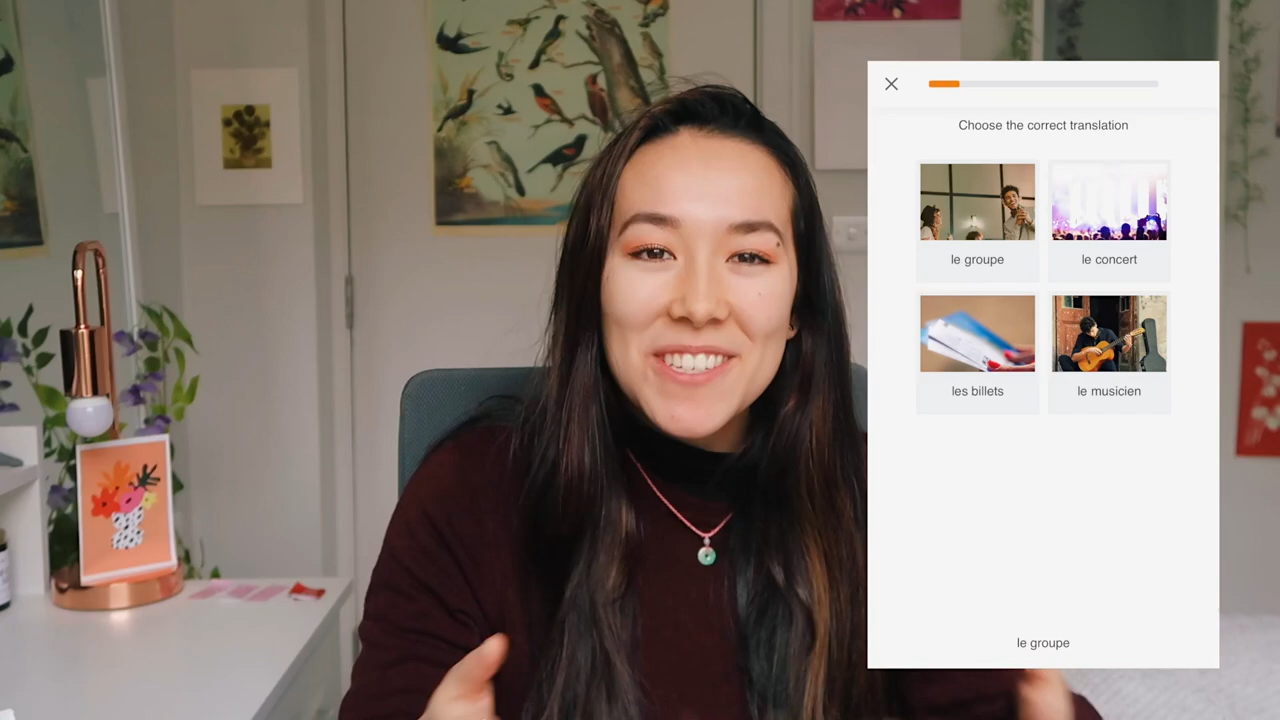 Choose the correct translation
le groupe
le concert
les billets
le musicien
le groupe